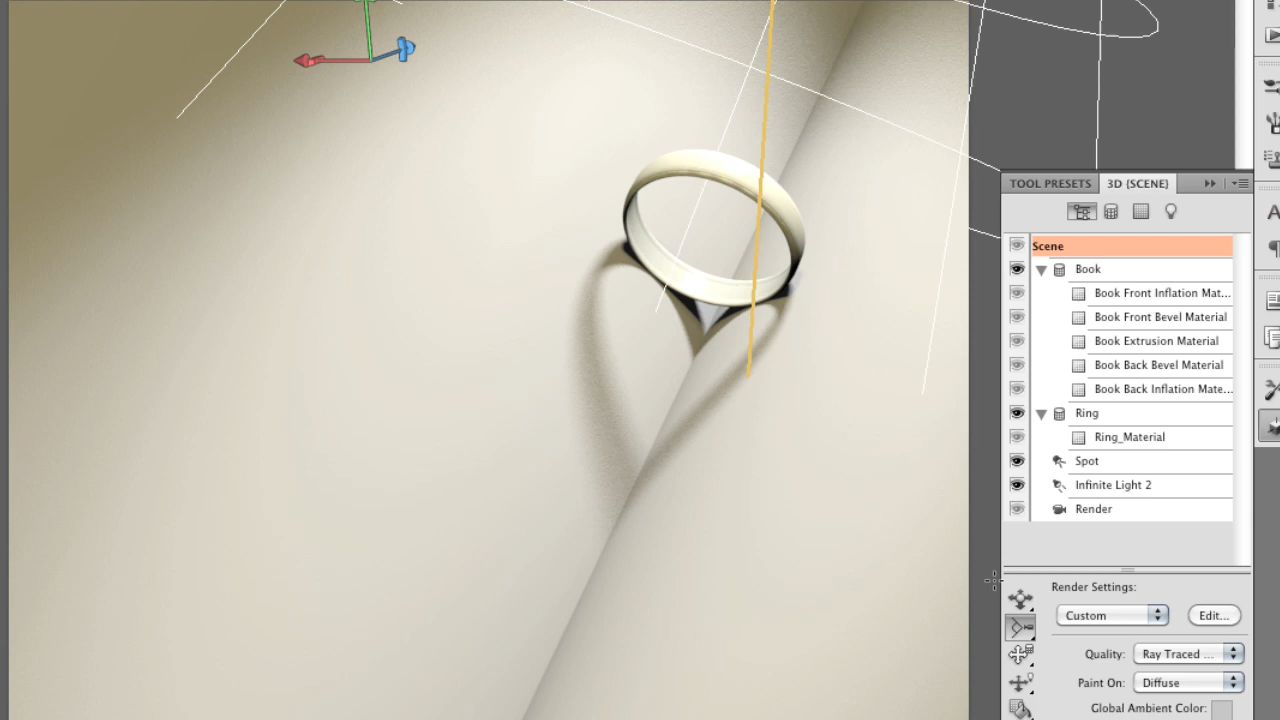 TOOL PRESETS
3D {SCENE}
Scene
Book
Book Front Inflation Mat...
Book Front Bevel Material
Book Extrusion Material
Book Back Bevel Material
Book Back Inflation Mate...
Ring
Ring_Material
Spot
Infinite Light 2
Render
Render Settings:
Custom
Edit...
Quality:
Ray Traced ...
Paint On:
Diffuse
Global Ambient Color: